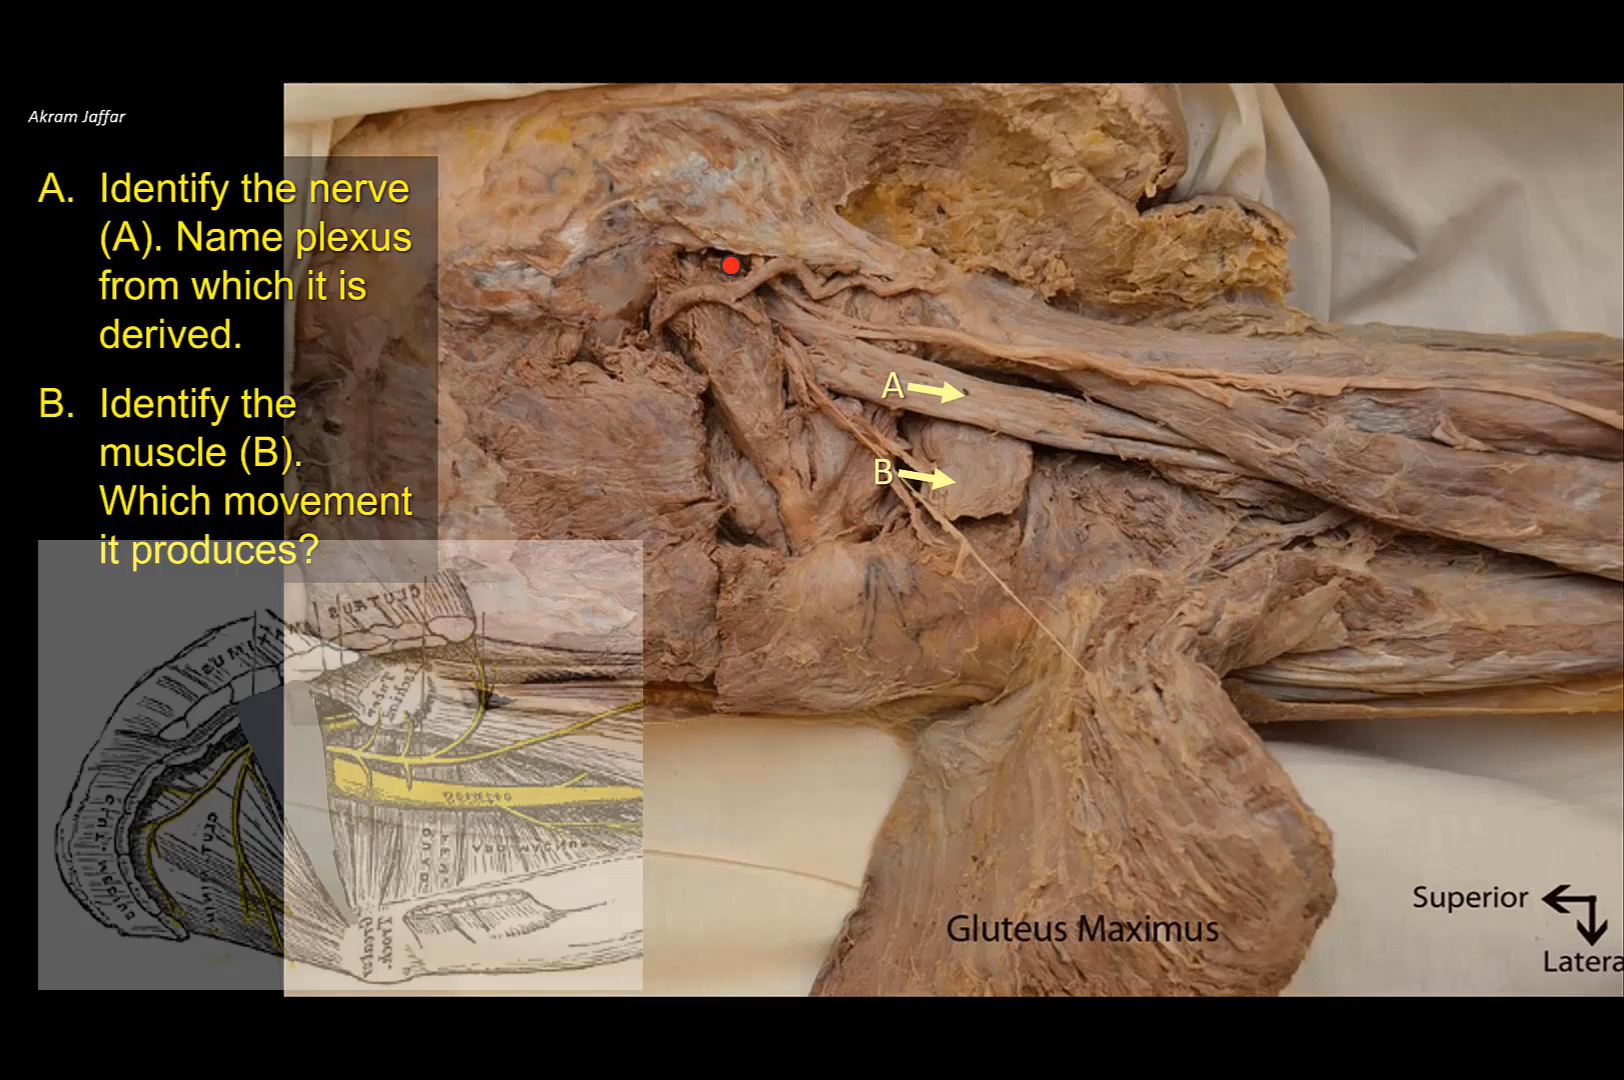 Akram Jaffar
A. Identify the nerve
(A). Name plexus
from which it is
derived.
B. Identify the
muscle (B).
Which movement
it produces?
A
B
Gluteus Maximus
Superior
Latera